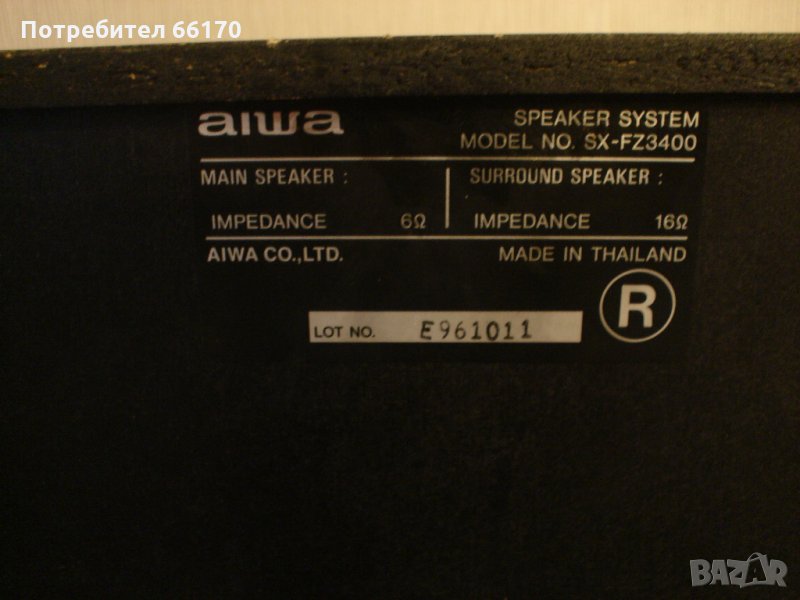 Потребител 66170
aiwa
SPEAKER SYSTEM
MODEL NO. SX-FZ3400
MAIN SPEAKER : SURROUND SPEAKER :
IMPEDANCE 6Ω IMPEDANCE 16Ω
AIWA CO.,LTD. MADE IN THAILAND
R
LOT NO. E961011
BAZAR